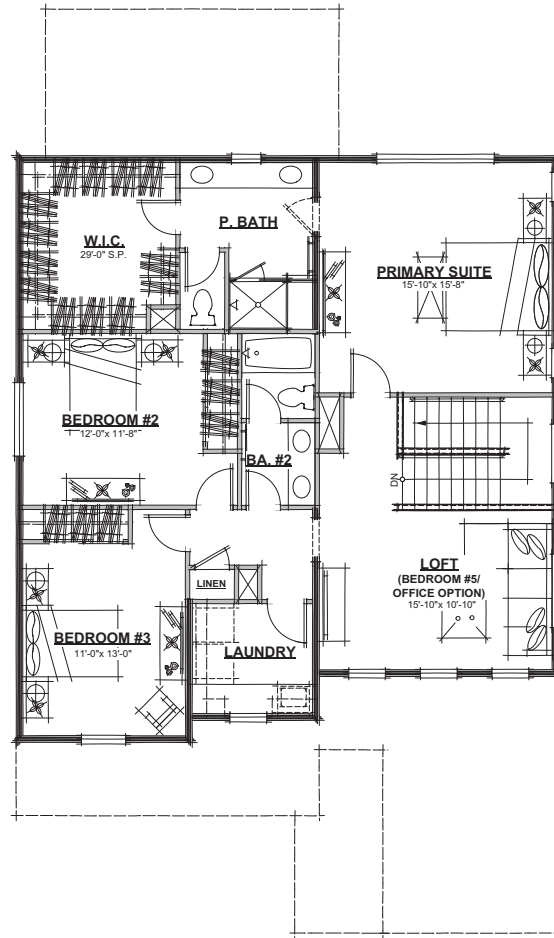 W.I.C.
29'-0" S.P.
P. BATH
PRIMARY SUITE
15'-10"x 15'-8"
BEDROOM #2
12'-0"x 11'-8"
BA. #2
DN
LOFT
(BEDROOM #5/
OFFICE OPTION)
15'-10"x 10'-10"
LINEN
BEDROOM #3
11'-0"x 13'-0"
LAUNDRY